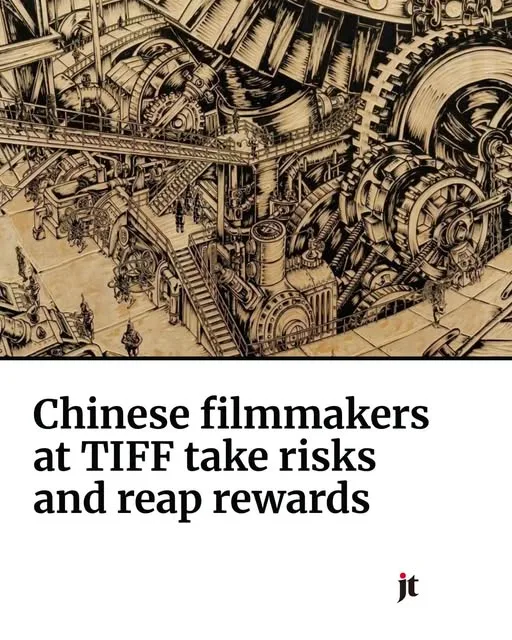 Chinese filmmakers
at TIFF take risks
and reap rewards
jt